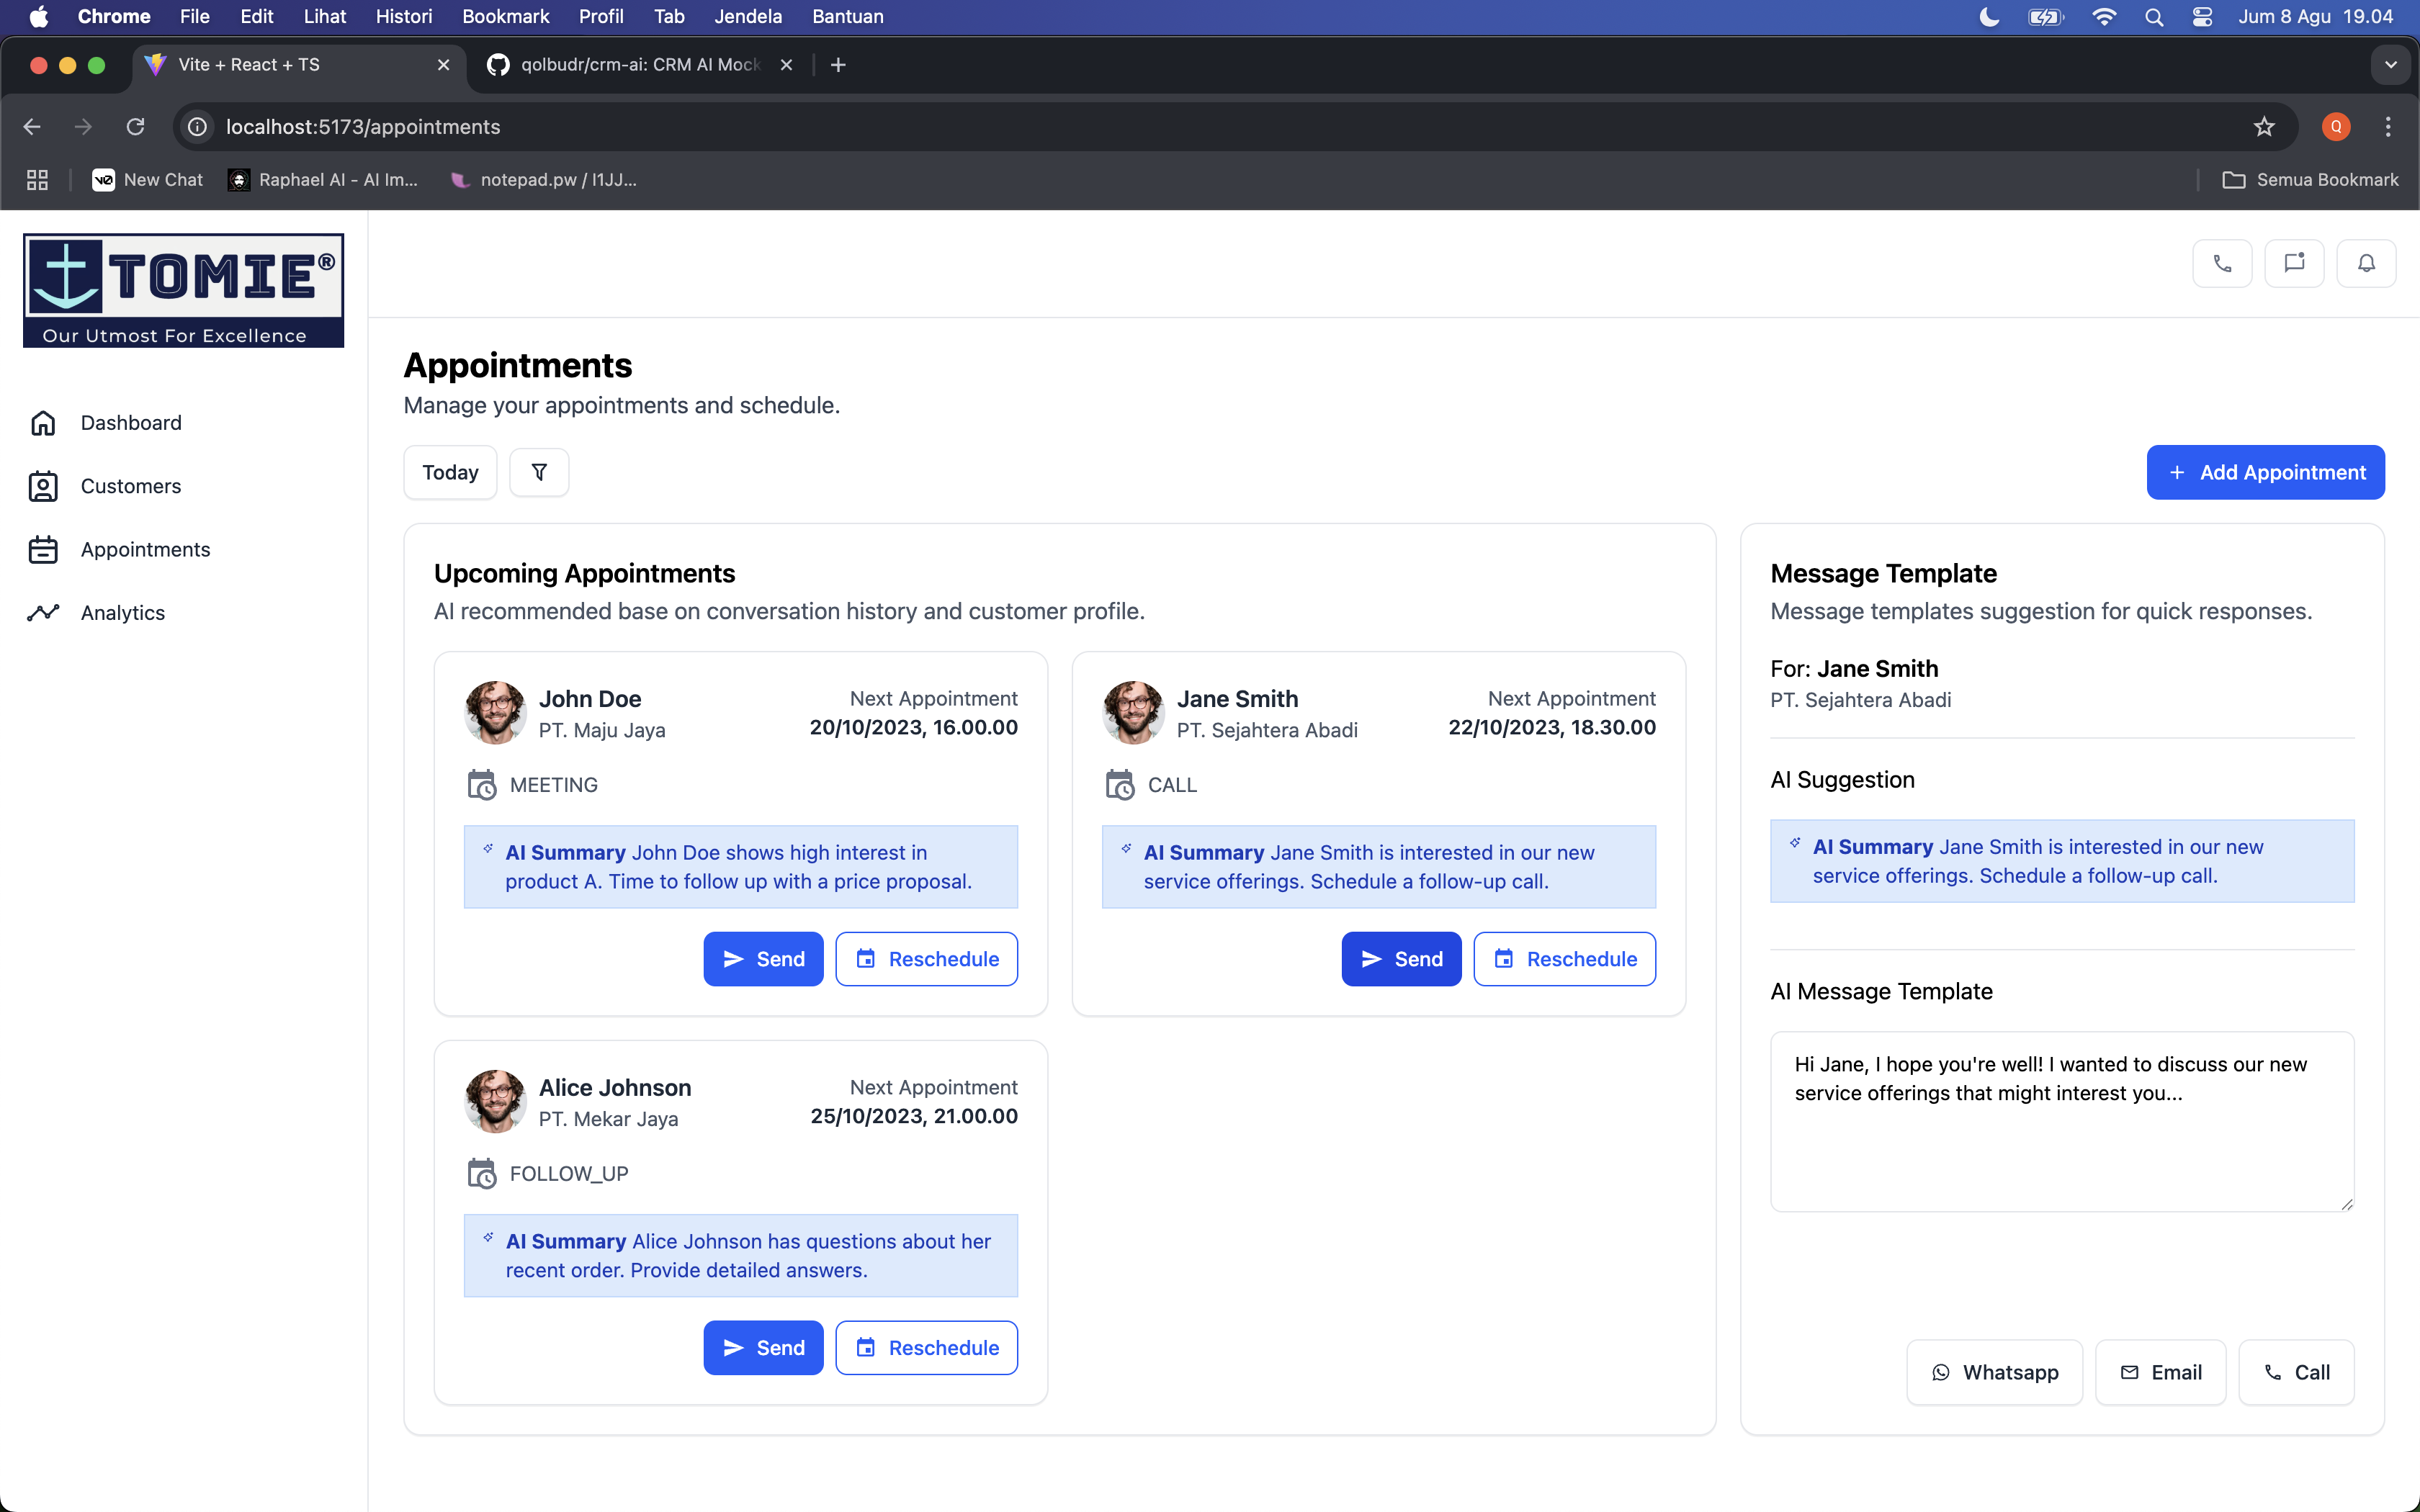 Chrome File Edit Lihat Histori Bookmark Profil Tab Jendela Bantuan Jum 8 Agu 19.04
Vite + React + TS qolbudr/crm-ai: CRM AI Mock
localhost:5173/appointments Q
New Chat Raphael AI - AI Im... notepad.pw / I1JJ... Semua Bookmark
TOMIE®
Our Utmost For Excellence
Dashboard
Customers
Appointments
Analytics
Appointments
Manage your appointments and schedule.
Today
+ Add Appointment
Upcoming Appointments
AI recommended base on conversation history and customer profile.
John Doe
PT. Maju Jaya
Next Appointment
20/10/2023, 16.00.00
MEETING
AI Summary John Doe shows high interest in
product A. Time to follow up with a price proposal.
Send Reschedule
Jane Smith
PT. Sejahtera Abadi
Next Appointment
22/10/2023, 18.30.00
CALL
AI Summary Jane Smith is interested in our new
service offerings. Schedule a follow-up call.
Send Reschedule
Alice Johnson
PT. Mekar Jaya
Next Appointment
25/10/2023, 21.00.00
FOLLOW_UP
AI Summary Alice Johnson has questions about her
recent order. Provide detailed answers.
Send Reschedule
Message Template
Message templates suggestion for quick responses.
For: Jane Smith
PT. Sejahtera Abadi
AI Suggestion
AI Summary Jane Smith is interested in our new
service offerings. Schedule a follow-up call.
AI Message Template
Hi Jane, I hope you're well! I wanted to discuss our new
service offerings that might interest you...
Whatsapp Email Call